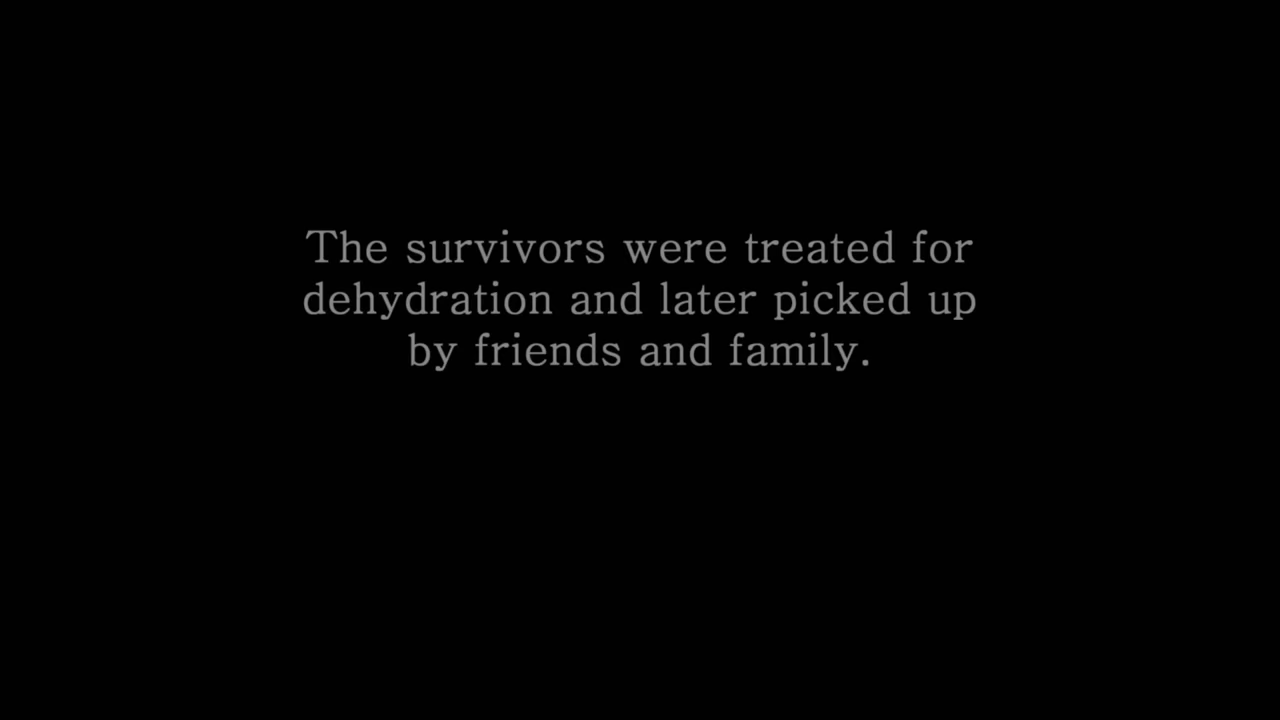 The survivors were treated for
dehydration and later picked up
by friends and family.